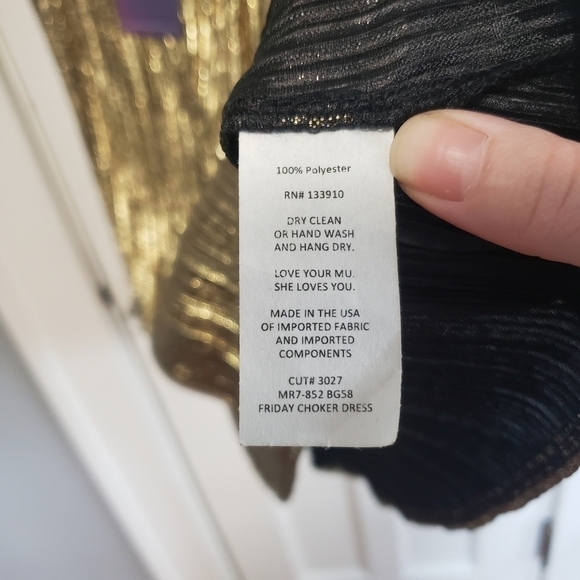 100% Polyester
RN# 133910
DRY CLEAN
OR HAND WASH
AND HANG DRY.
LOVE YOUR MU.
SHE LOVES YOU.
MADE IN THE USA
OF IMPORTED FABRIC
AND IMPORTED
COMPONENTS
CUT# 3027
MR7-852 BG58
FRIDAY CHOKER DRESS